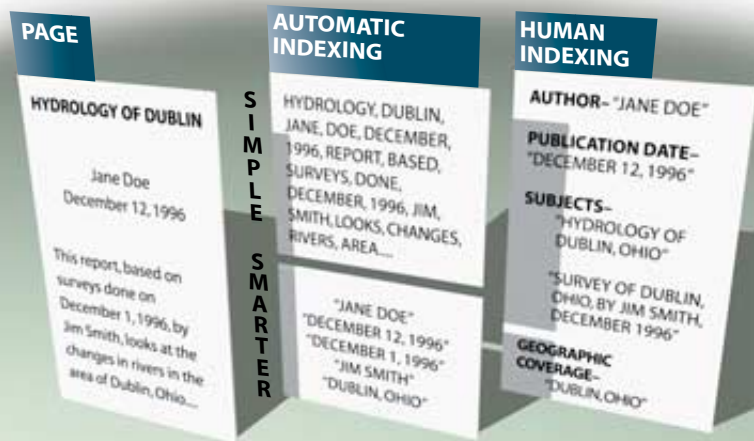 PAGE
HYDROLOGY OF DUBLIN
Jane Doe
December 12, 1996
This report, based on
surveys done on
December 1, 1996, by
Jim Smith, looks at the
changes in rivers in the
area of Dublin, Ohio....
SIMPLE
SMARTER
AUTOMATIC
INDEXING
HYDROLOGY, DUBLIN,
JANE, DOE, DECEMBER,
1996, REPORT, BASED,
SURVEYS, DONE,
DECEMBER, 1996, JIM,
SMITH, LOOKS, CHANGES,
RIVERS, AREA....
"JANE DOE"
"DECEMBER 12, 1996"
"DECEMBER 1, 1996"
"JIM SMITH"
"DUBLIN, OHIO"
HUMAN
INDEXING
AUTHOR– "JANE DOE"
PUBLICATION DATE–
"DECEMBER 12, 1996"
SUBJECTS–
"HYDROLOGY OF
DUBLIN, OHIO"
"SURVEY OF DUBLIN,
OHIO, BY JIM SMITH,
DECEMBER 1996"
GEOGRAPHIC
COVERAGE–
"DUBLIN, OHIO"